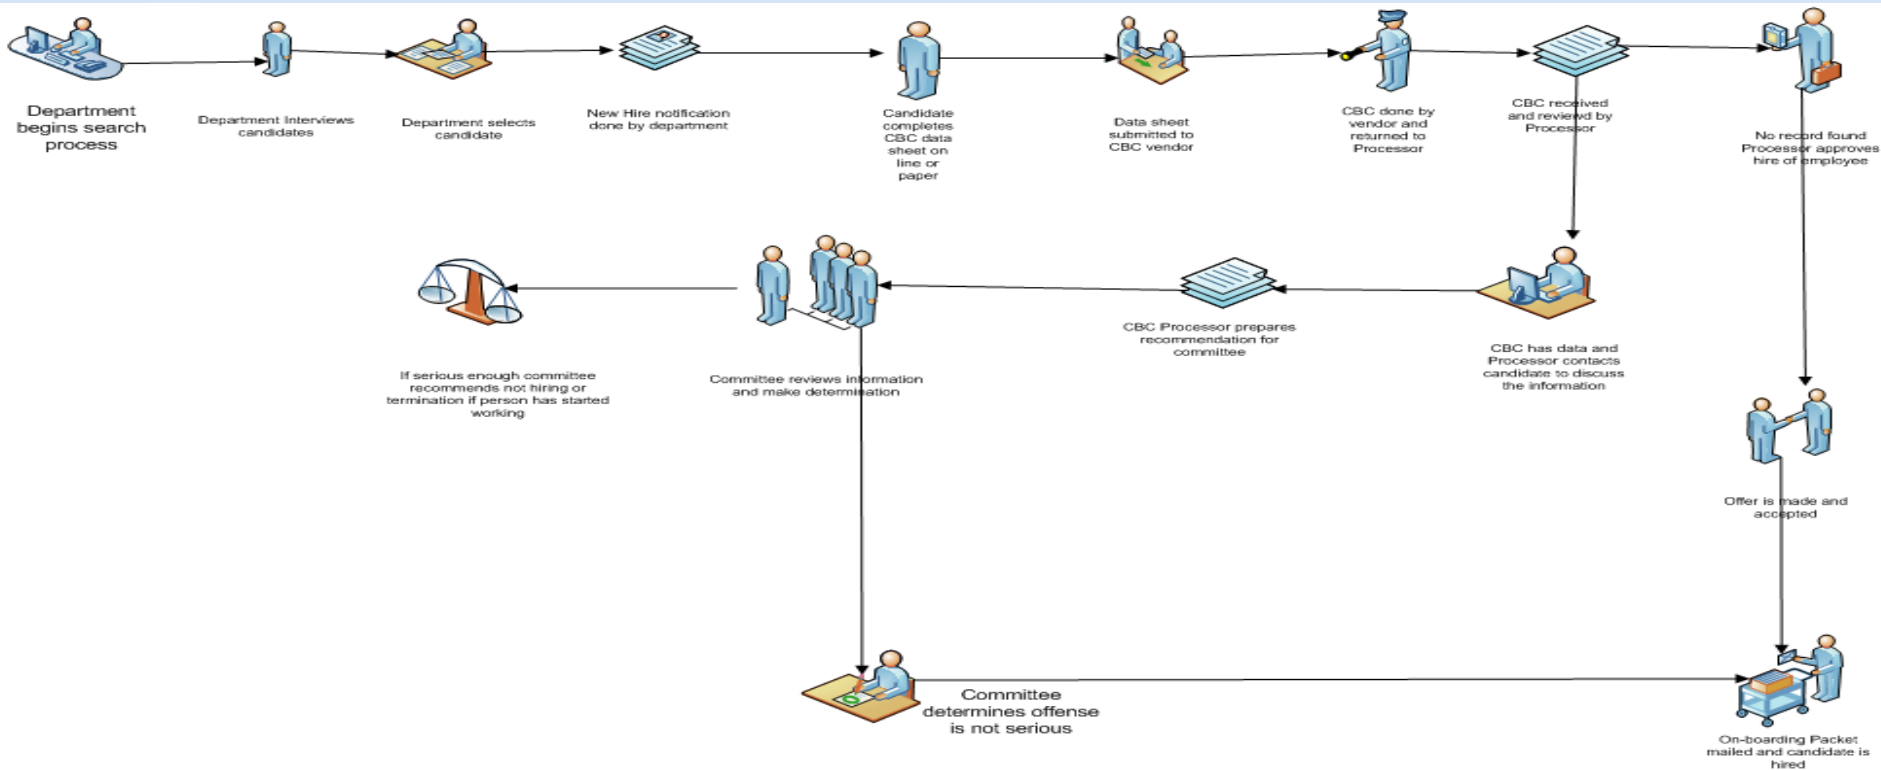 Department
begins search
process
Department Interviews
candidates
Department selects
candidate
New Hire notification
done by department
Candidate
completes
CBC data
sheet on
line or
paper
Data sheet
submitted to
CBC vendor
CBC done by
vendor and
returned to
Processor
CBC received
and reviewd by
Processor
No record found
Processor approves
hire of employee
If serious enough committee
recommends not hiring or
termination if person has started
working
Committee reviews information
and make determination
CBC Processor prepares
recommendation for
committee
CBC has data and
Processor contacts
candidate to discuss
the information
Offer is made and
accepted
Committee
determines offense
is not serious
On-boarding Packet
mailed and candidate is
hired